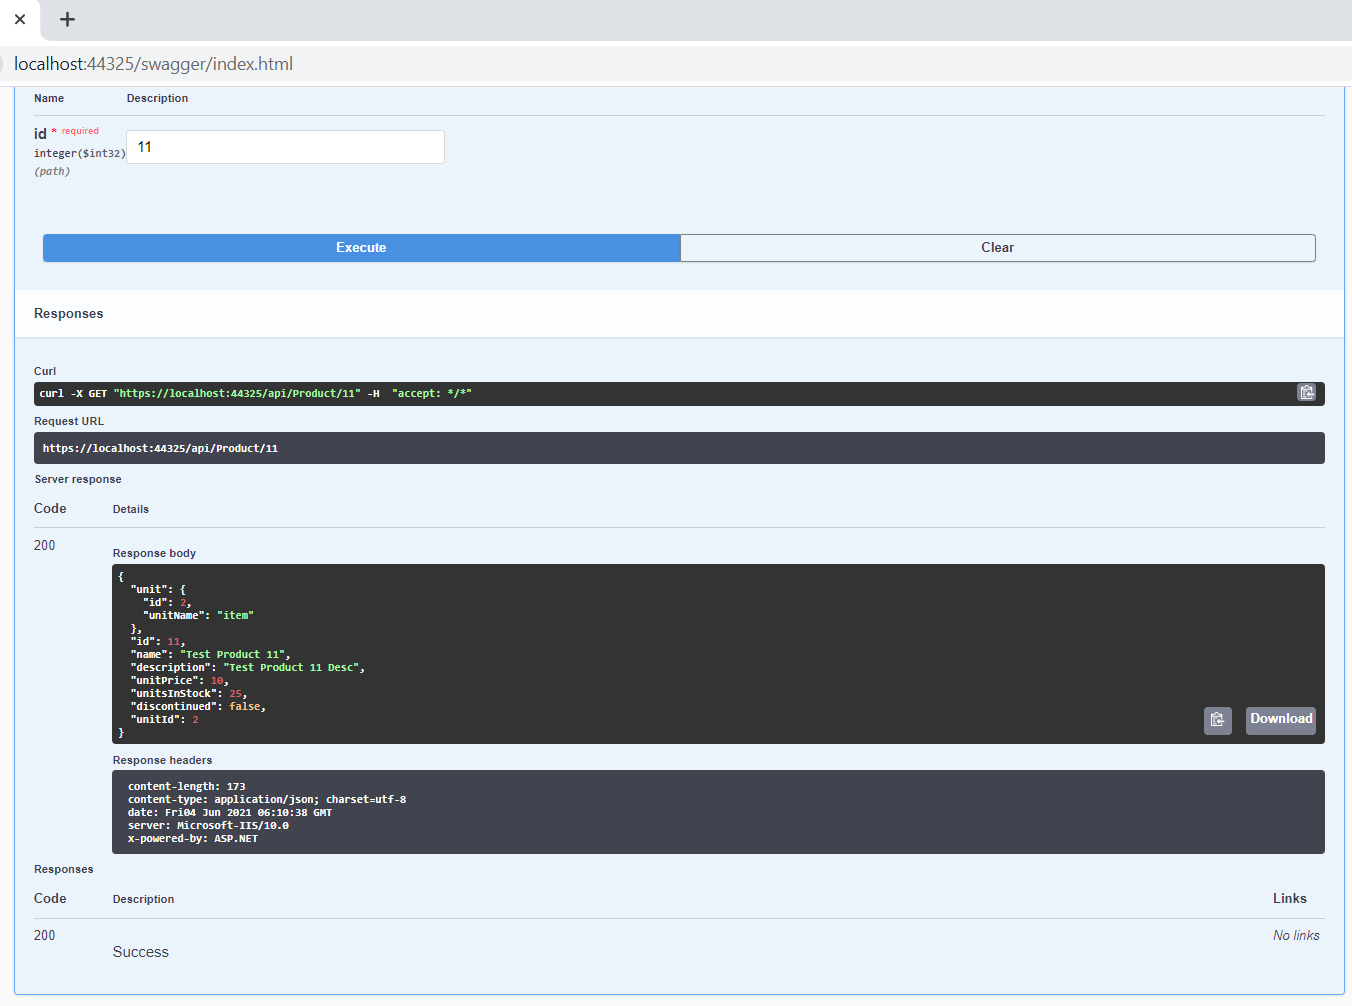 localhost:44325/swagger/index.html
Name Description
id * required
integer($int32)
(path)
11
Execute Clear
Responses
Curl
curl -X GET "https://localhost:44325/api/Product/11" -H  "accept: */*"
Request URL
https://localhost:44325/api/Product/11
Server response
Code Details
200
Response body
{
  "unit": {
    "id": 2,
    "unitName": "item"
  },
  "id": 11,
  "name": "Test Product 11",
  "description": "Test Product 11 Desc",
  "unitPrice": 10,
  "unitsInStock": 25,
  "discontinued": false,
  "unitId": 2
}
Download
Response headers
content-length: 173
content-type: application/json; charset=utf-8
date: Fri04 Jun 2021 06:10:38 GMT
server: Microsoft-IIS/10.0
x-powered-by: ASP.NET
Responses
Code Description Links
200 No links
Success